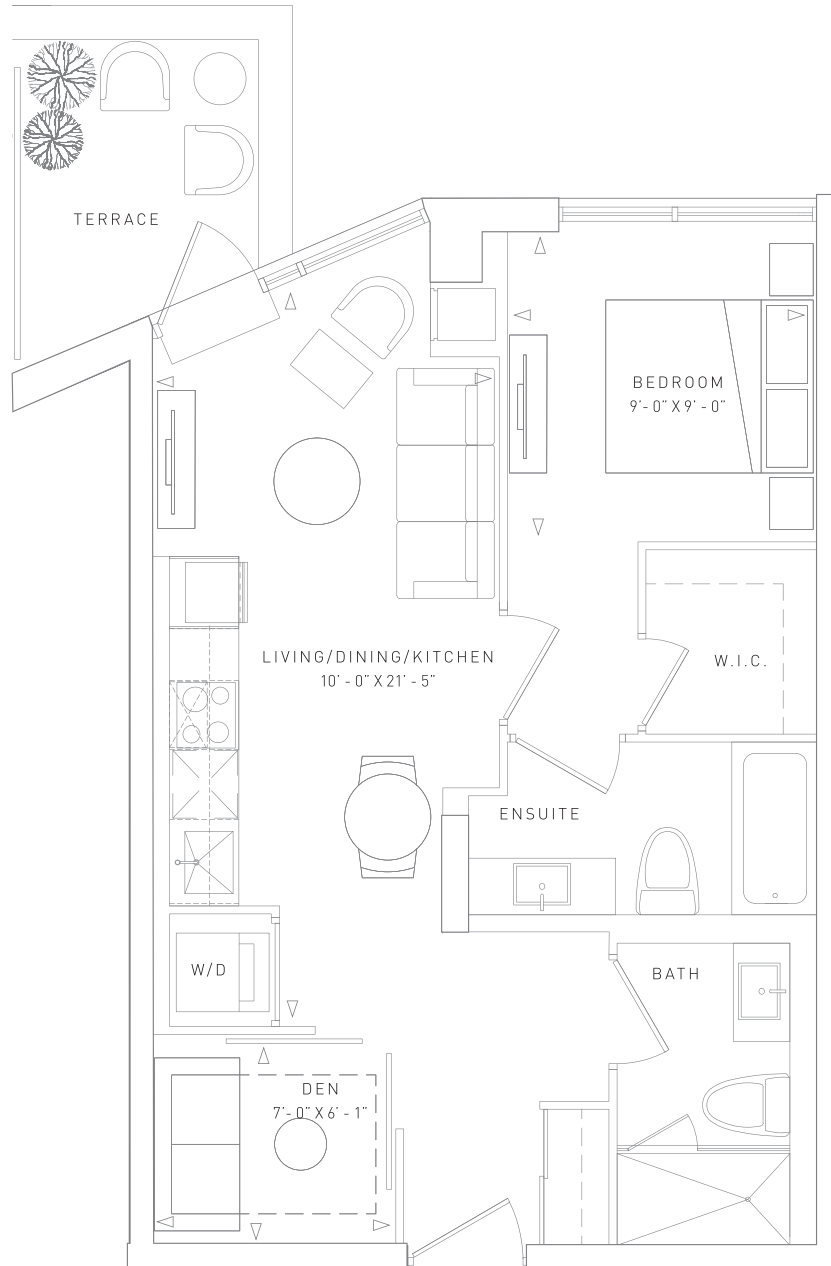 TERRACE
BEDROOM
9'-0" X 9'-0"
LIVING/DINING/KITCHEN
10'-0" X 21'-5"
W.I.C.
ENSUITE
W/D
BATH
DEN
7'-0" X 6'-1"